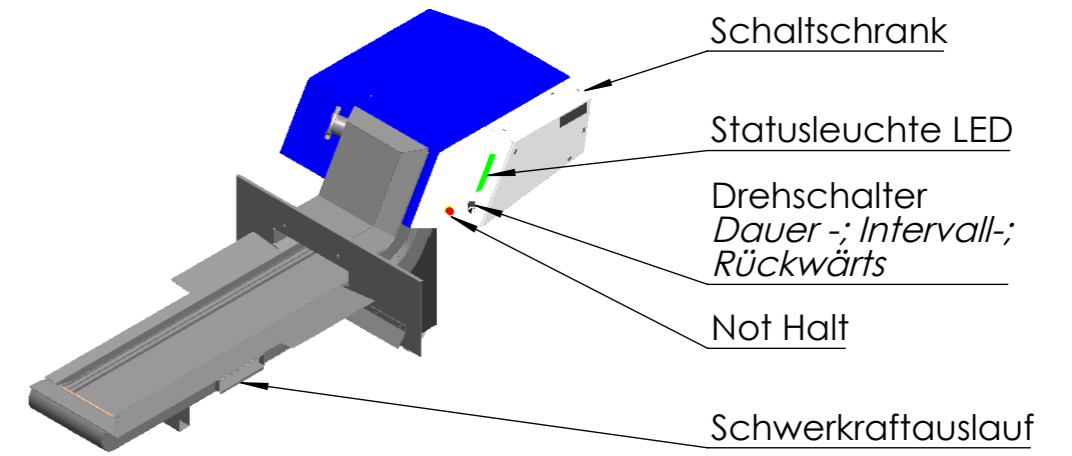 Schaltschrank
Statusleuchte LED
Drehschalter
Dauer -; Intervall-;
Rückwärts
Not Halt
Schwerkraftauslauf